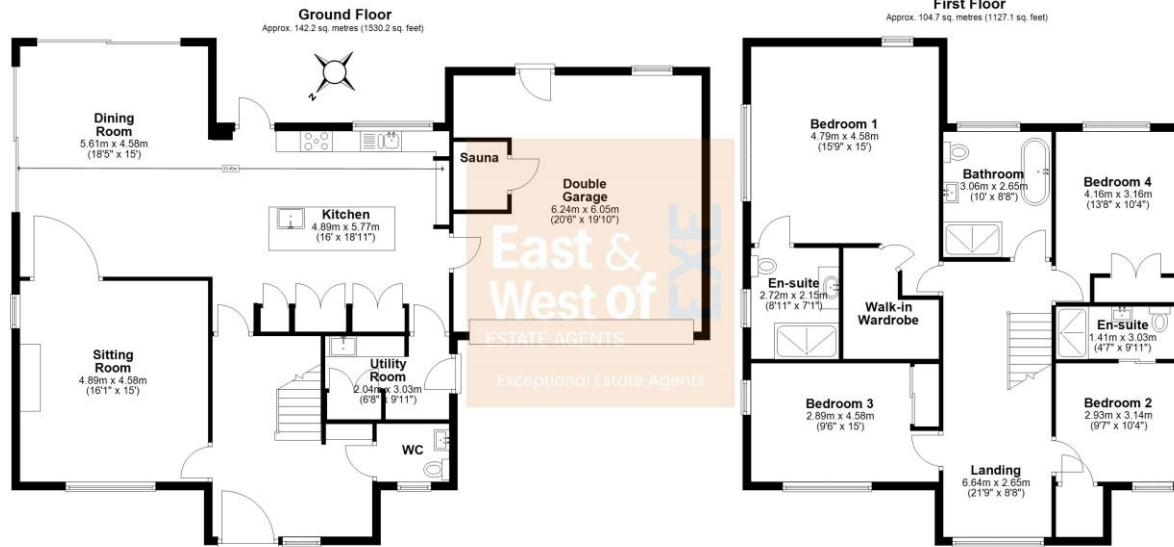 Ground Floor
Approx. 142.2 sq. metres (1530.2 sq. feet)
N
Dining
Room
5.61m x 4.58m
(18'5" x 15')
Sauna
Double
Garage
6.24m x 6.05m
(20'6" x 19'10")
Kitchen
4.89m x 5.77m
(16' x 18'11")
Sitting
Room
4.89m x 4.58m
(16'1" x 15')
Utility
Room
2.04m x 3.03m
(6'8" x 9'11")
WC
East &
West of
EXE
ESTATE AGENTS
Exceptional Estate Agents
First Floor
Approx. 104.7 sq. metres (1127.1 sq. feet)
Bedroom 1
4.79m x 4.58m
(15'9" x 15')
Bathroom
3.06m x 2.65m
(10' x 8'8")
Bedroom 4
4.16m x 3.16m
(13'8" x 10'4")
En-suite
2.72m x 2.15m
(8'11" x 7'1")
Walk-in
Wardrobe
En-suite
1.41m x 3.03m
(4'7" x 9'11")
Bedroom 3
2.89m x 4.58m
(9'6" x 15')
Bedroom 2
2.93m x 3.14m
(9'7" x 10'4")
Landing
6.64m x 2.65m
(21'9" x 8'8")